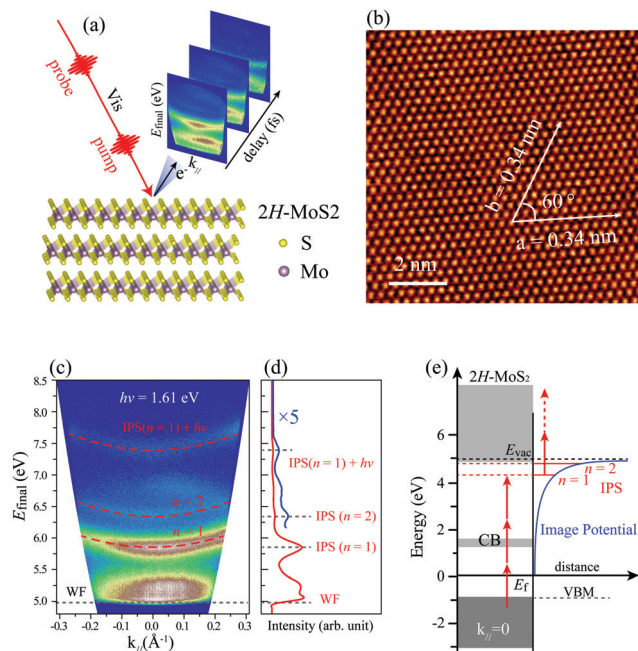 (a)
probe
Vis
pump
E_final (eV)
k//
delay (fs)
e-
2H-MoS2
S
Mo
(b)
b = 0.34 nm
60°
a = 0.34 nm
2 nm
(c)
hν = 1.61 eV
IPS(n = 1) + hν
n = 2
n = 1
WF
E_final (eV)
8.5
8.0
7.5
7.0
6.5
6.0
5.5
5.0
-0.3 -0.2 -0.1 0.0 0.1 0.2 0.3
k//(Å⁻¹)
(d)
×5
IPS(n = 1) + hν
IPS (n = 2)
IPS (n = 1)
WF
Intensity (arb. unit)
(e)
2H-MoS₂
E_vac
n = 2
n = 1
IPS
Image Potential
CB
distance
E_f
VBM
k//=0
Energy (eV)
6
4
2
0
-2